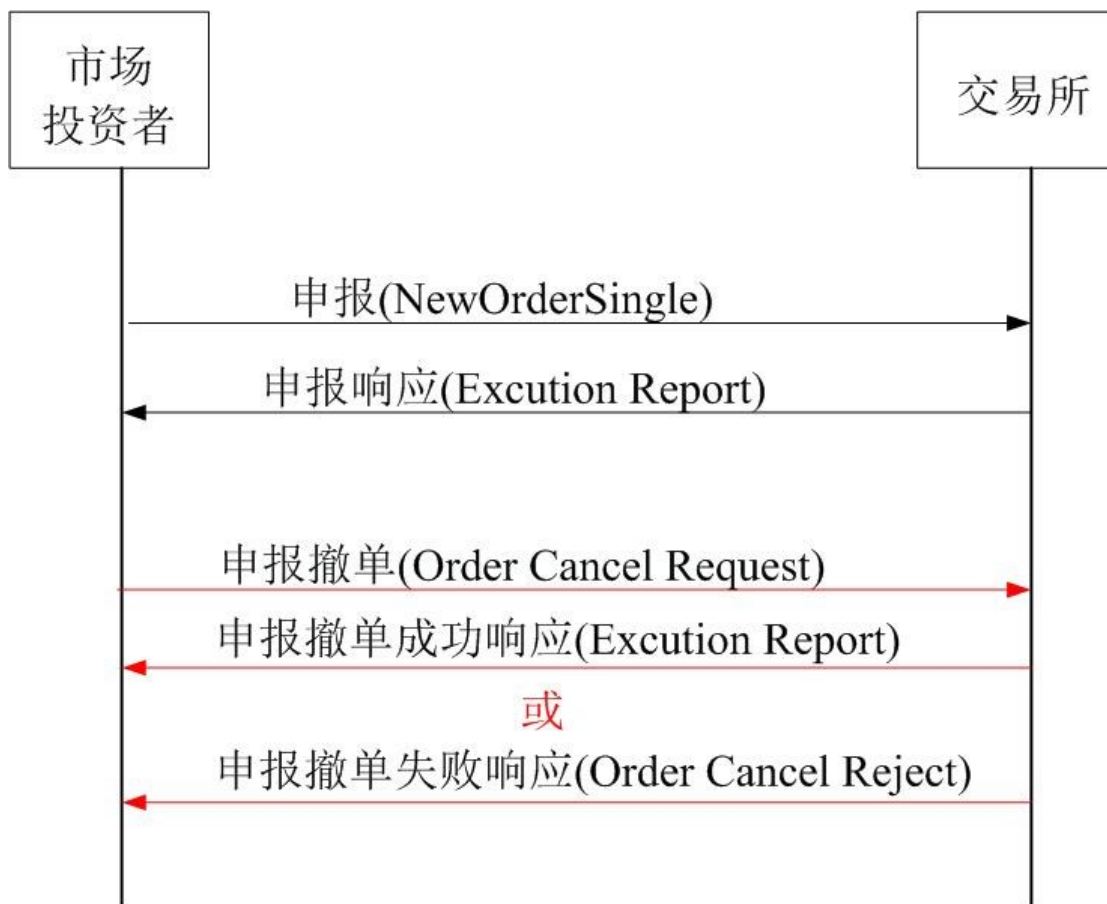 市场
投资者
交易所
申报(NewOrderSingle)
申报响应(Excution Report)
申报撤单(Order Cancel Request)
申报撤单成功响应(Excution Report)
或
申报撤单失败响应(Order Cancel Reject)